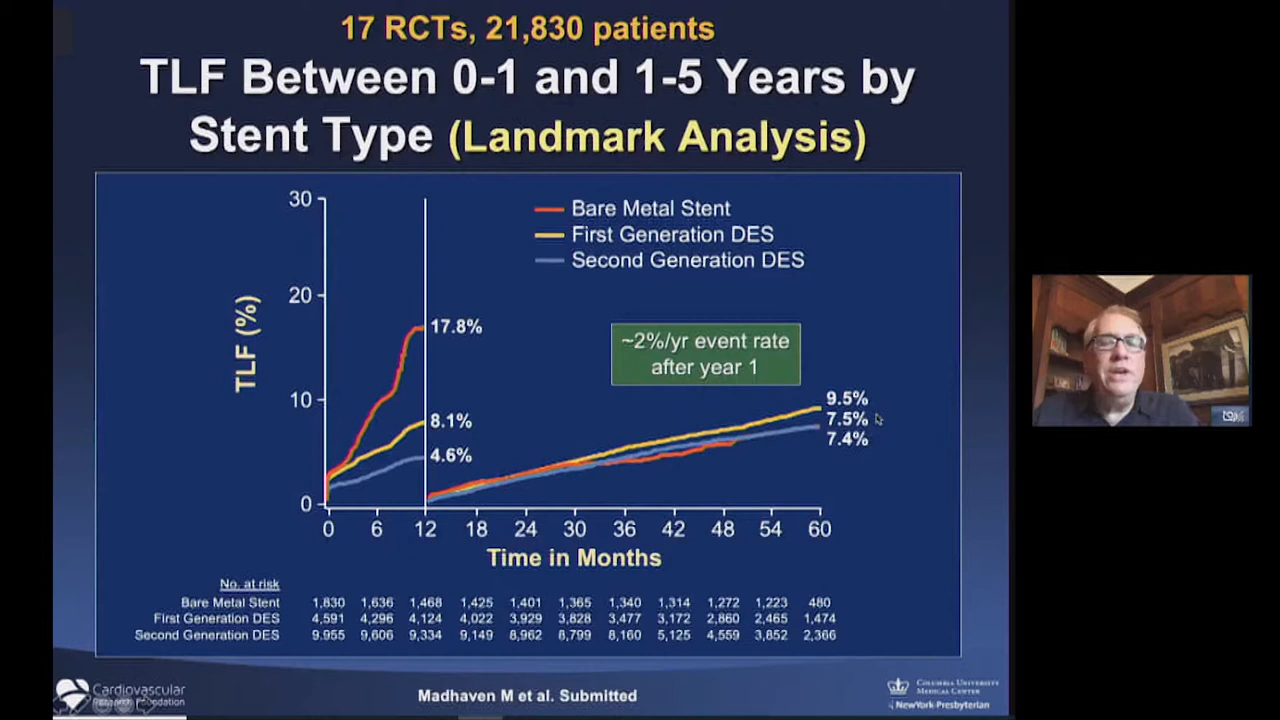 17 RCTs, 21,830 patients
TLF Between 0-1 and 1-5 Years by
Stent Type (Landmark Analysis)
30
20
10
0
TLF (%)
Bare Metal Stent
First Generation DES
Second Generation DES
17.8%
8.1%
4.6%
~2%/yr event rate
after year 1
9.5%
7.5%
7.4%
0 6 12 18 24 30 36 42 48 54 60
Time in Months
No. at risk
Bare Metal Stent 1,830 1,636 1,468 1,425 1,401 1,365 1,340 1,314 1,272 1,223 480
First Generation DES 4,591 4,296 4,124 4,022 3,929 3,828 3,477 3,172 2,860 2,465 1,474
Second Generation DES 9.955 9,606 9,334 9,149 8,962 8,799 8,160 5,125 4,559 3,852 2,366
Cardiovascular
Research Foundation
Madhaven M et al. Submitted
COLUMBIA UNIVERSITY
MEDICAL CENTER
NewYork-Presbyterian